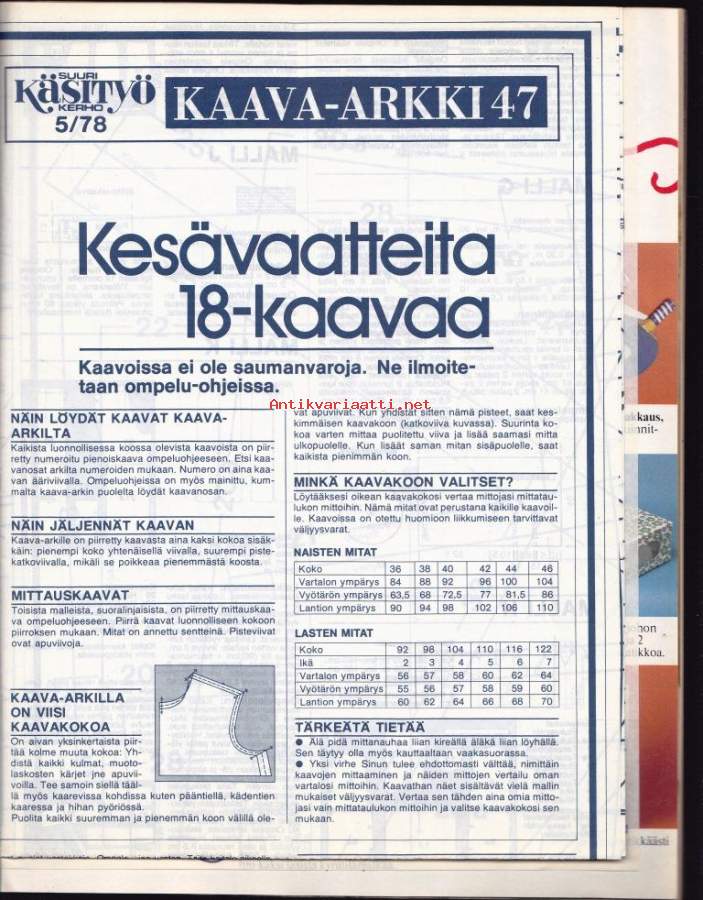 SUURI
KÄSITYÖ
KERHO
5/78
KAAVA-ARKKI 47
Kesävaatteita
18-kaavaa
Kaavoissa ei ole saumanvaroja. Ne ilmoite-
taan ompelu-ohjeissa.
Antikvariaatti.net
NÄIN LÖYDÄT KAAVAT KAAVA-
ARKILTA
Kaikista luonnollisessa koossa olevista kaavoista on piir-
retty numeroitu pienoiskaava ompeluohjeeseen. Etsi kaa-
vanosat arkilta numeroiden mukaan. Numero on aina kaa-
van ääriviivalla. Ompeluohjeissa on myös mainittu, kum-
malta kaava-arkin puolelta löydät kaavanosan.
NÄIN JÄLJENNÄT KAAVAN
Kaava-arkille on piirretty kaavasta aina kaksi kokoa sisäk-
käin: pienempi koko yhtenäisellä viivalla, suurempi piste-
katkoviivalla, mikäli se poikkeaa pienemmästä koosta.
MITTAUSKAAVAT
Toisista malleista, suoralinjaisista, on piirretty mittauskaa-
va ompeluohjeeseen. Piirrä kaavat luonnolliseen kokoon
piirroksen mukaan. Mitat on annettu sentteinä. Pisteviivat
ovat apuviivoja.
KAAVA-ARKILLA
ON VIISI
KAAVAKOKOA
On aivan yksinkertaista piir-
tää kolme muuta kokoa: Yh-
distä kaikki kulmat, muoto-
laskosten kärjet jne apuvii-
voilla. Tee samoin siellä tääl-
lä myös kaarevissa kohdissa kuten pääntiellä, kädentien
kaaressa ja hihan pyöriössä.
Puolita kaikki suuremman ja pienemmän koon välillä ole-
vat apuviivat. Kun yhdistät sitten nämä pisteet, saat kes-
kimmäisen kaavakoon (katkoviiva kuvassa). Suurinta ko-
koa varten mittaa puolitettu viiva ja lisää saamasi mitta
ulkopuolelle. Kun lisäät saman mitan sisäpuolelle, saat
kaikista pienimmän koon.
MINKÄ KAAVAKOON VALITSET?
Löytääksesi oikean kaavakokosi vertaa mittojasi mittatau-
lukon mittoihin. Nämä mitat ovat perustana kaikille kaavoil-
le. Kaavoissa on otettu huomioon liikkumiseen tarvittavat
väljyysvarat.
NAISTEN MITAT
Koko 36 38 40 42 44 46
Vartalon ympärys 84 88 92 96 100 104
Vyötärön ympärys 63,5 68 72,5 77 81,5 86
Lantion ympärys 90 94 98 102 106 110
LASTEN MITAT
Koko 92 98 104 110 116 122
Ikä 2 3 4 5 6 7
Vartalon ympärys 56 57 58 60 62 64
Vyötärön ympärys 55 56 57 58 59 60
Lantion ympärys 60 62 64 66 68 70
TÄRKEÄTÄ TIETÄÄ
● Älä pidä mittanauhaa liian kireällä äläkä liian löyhällä.
Sen täytyy olla myös kauttaaltaan vaakasuorassa.
● Yksi virhe Sinun tulee ehdottomasti välttää, nimittäin
kaavojen mittaaminen ja näiden mittojen vertailu oman
vartalosi mittoihin. Kaavathan näet sisältävät vielä mallin
mukaiset väljyysvarat. Vertaa sen tähden aina omia mitto-
jasi vain mittataulukon mittoihin ja valitse kaavakokosi sen
mukaan.